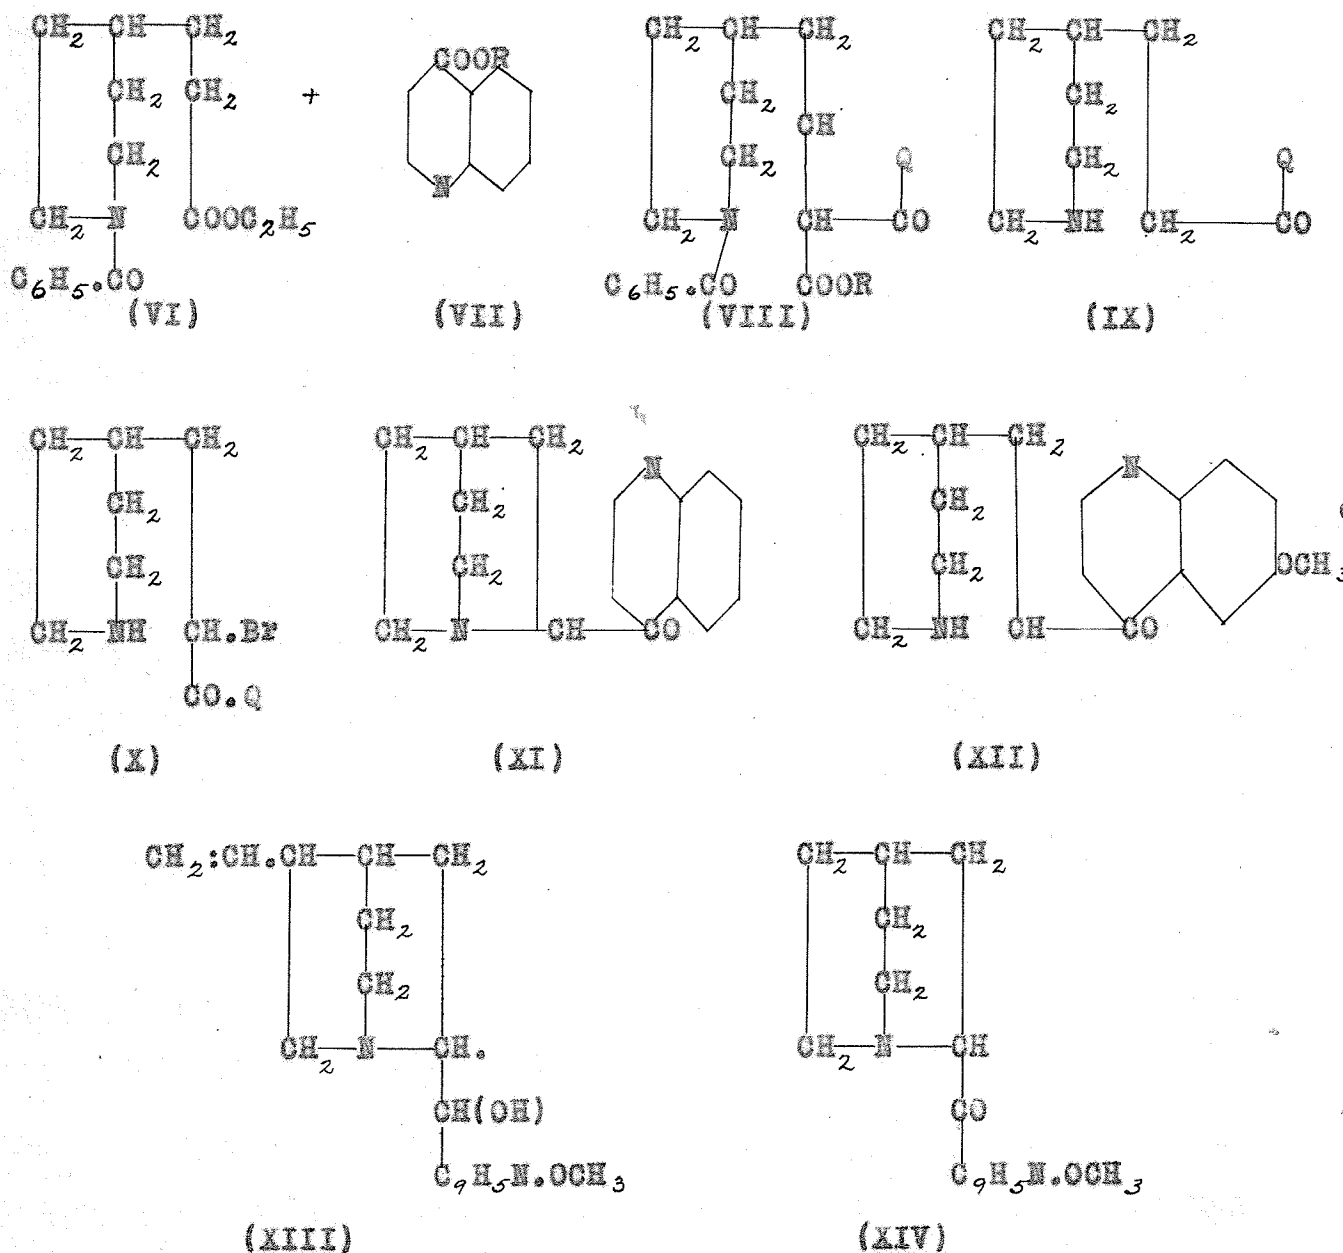 CH2 CH CH2 CH2 CH CH2 CH2 CH CH2
COOR
CH2 CH2 + CH2 CH2
CH
CH2 CH2 Q CH2 Q
N
CH2 N COOC2H5 CH2 N CH CO CH2 NH CH2 CO
C6H5.CO C6H5.CO COOR
(VI) (VII) (VIII) (IX)
CH2 CH CH2 CH2 CH CH2 CH2 CH CH2
N N
CH2 CH2 CH2
CH2 CH2 CH2 OCH3
CH2 NH CH.Br CH2 N CH CO CH2 NH CH CO
CO.Q
(X) (XI) (XII)
CH2:CH.CH CH CH2 CH2 CH CH2
CH2 CH2
CH2 CH2
CH2 N CH. CH2 N CH
CH(OH) CO
C9H5N.OCH3 C9H5N.OCH3
(XIII) (XIV)